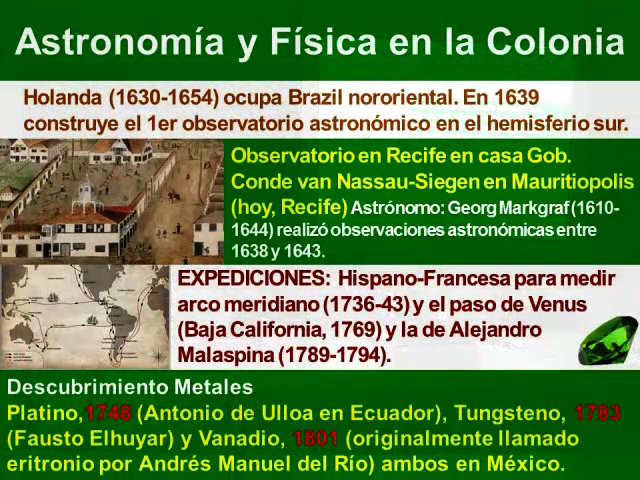 Astronomía y Física en la Colonia
Holanda (1630-1654) ocupa Brazil nororiental. En 1639
construye el 1er observatorio astronómico en el hemisferio sur.
Observatorio en Recife en casa Gob.
Conde van Nassau-Siegen en Mauritiopolis
(hoy, Recife) Astrónomo: Georg Markgraf (1610-
1644) realizó observaciones astronómicas entre
1638 y 1643.
EXPEDICIONES: Hispano-Francesa para medir
arco meridiano (1736-43) y el paso de Venus
(Baja California, 1769) y la de Alejandro
Malaspina (1789-1794).
Descubrimiento Metales
Platino,1748 (Antonio de Ulloa en Ecuador), Tungsteno, 1783
(Fausto Elhuyar) y Vanadio, 1801 (originalmente llamado
eritronio por Andrés Manuel del Río) ambos en México.